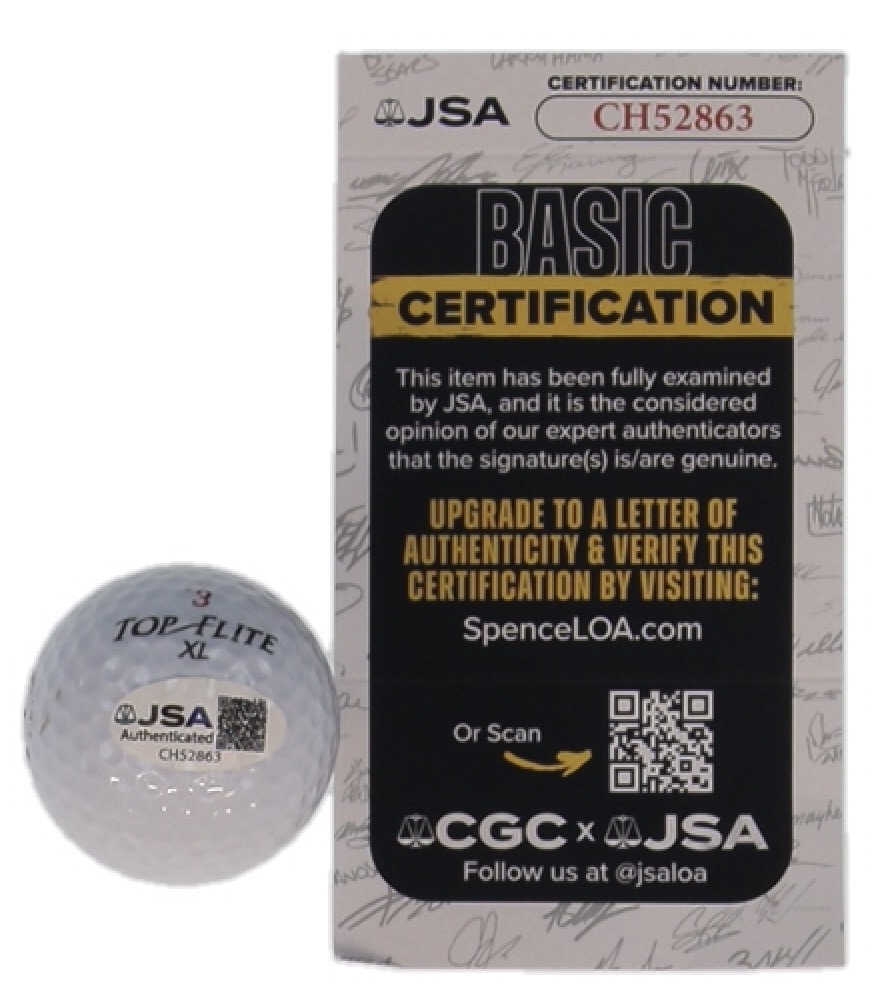 JSA
CERTIFICATION NUMBER:
CH52863
BASIC
CERTIFICATION
This item has been fully examined
by JSA, and it is the considered
opinion of our expert authenticators
that the signature(s) is/are genuine.
UPGRADE TO A LETTER OF
AUTHENTICITY & VERIFY THIS
CERTIFICATION BY VISITING:
SpenceLOA.com
Or Scan
CGC x JSA
Follow us at @jsaloa
3
TOP-FLITE
XL
JSA
Authenticated
CH52863